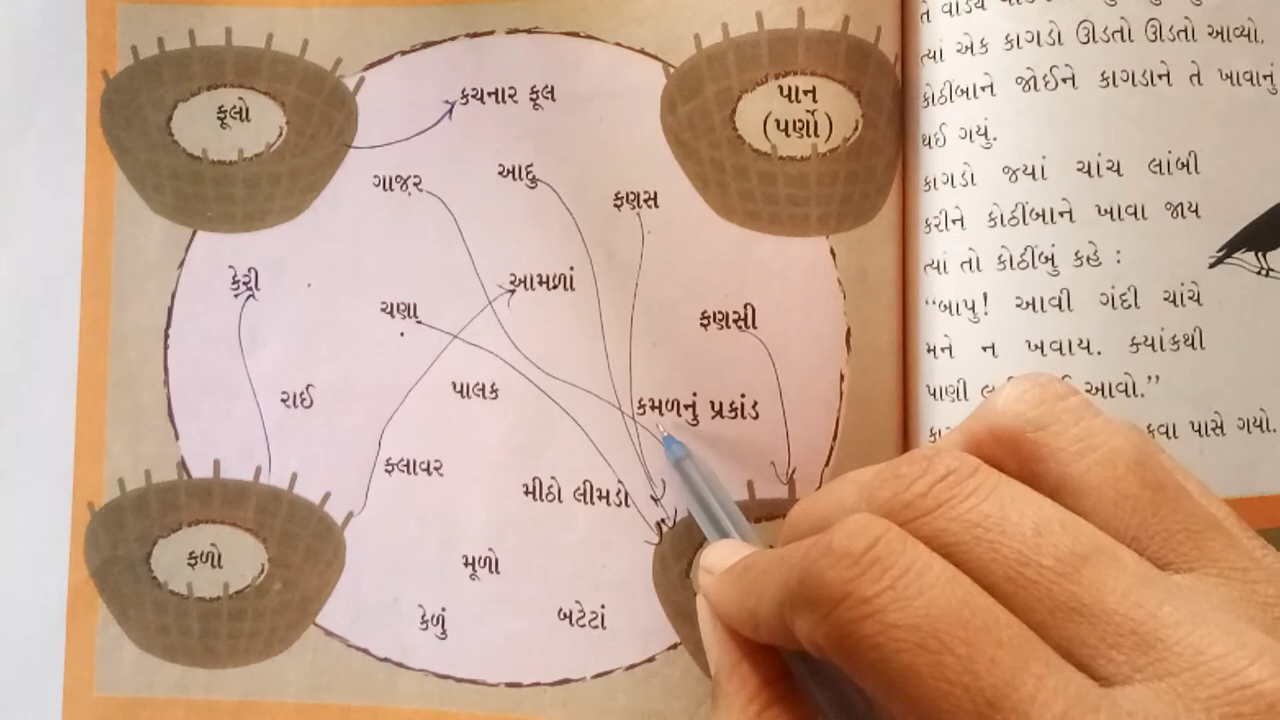 ફૂલો
કચનાર ફૂલ
પાન
(પર્ણો)
ગાજર
આદુ
ફણસ
કેરી
આમળાં
ચણા
ફણસી
રાઈ
પાલક
કમળનું પ્રકાંડ
ફ્લાવર
મીઠો લીમડો
ફળો
મૂળો
કેળું
બટેટાં
ત્યાં એક કાગડો ઊડતો ઊડતો આવ્યો.
કોઠીંબાને જોઈને કાગડાને તે ખાવાનું
થઈ ગયું.
કાગડો જયાં ચાંચ લાંબી
કરીને કોઠીંબાને ખાવા જાય
ત્યાં તો કોઠીંબું કહે :
“બાપુ! આવી ગંદી ચાંચે
મને ન ખવાય. ક્યાંકથી
પાણી આવો.”
પાસે ગયો.